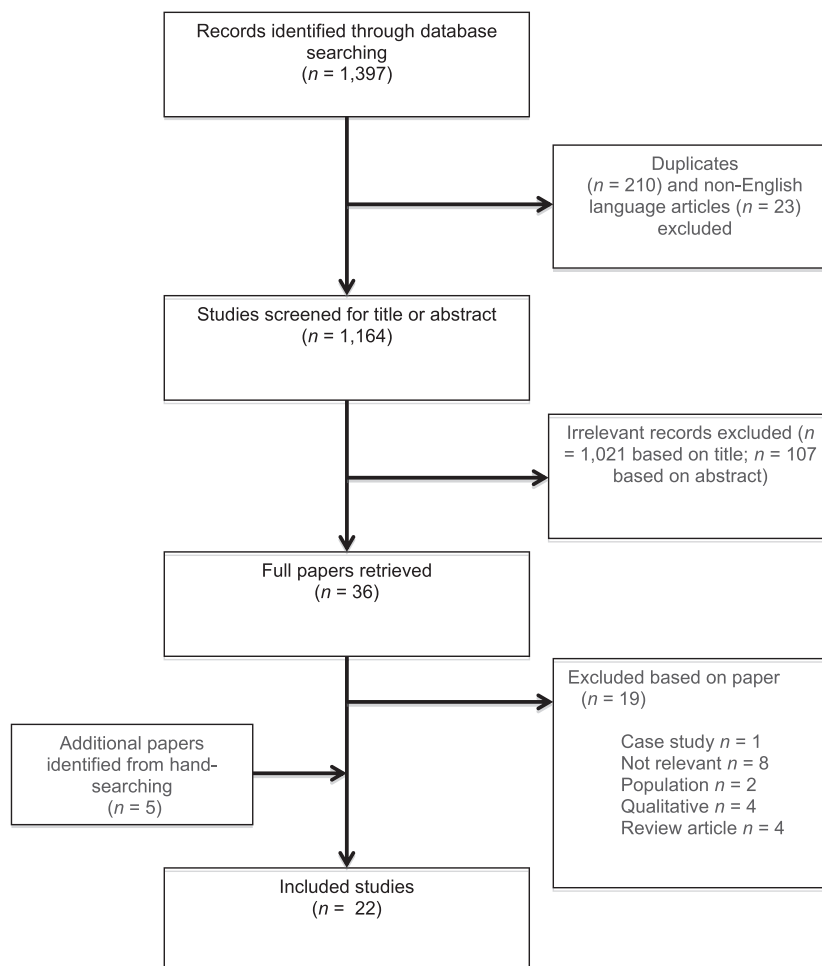 Records identified through database
searching
(n = 1,397)
Duplicates
(n = 210) and non-English
language articles (n = 23)
excluded
Studies screened for title or abstract
(n = 1,164)
Irrelevant records excluded (n
= 1,021 based on title; n = 107
based on abstract)
Full papers retrieved
(n = 36)
Excluded based on paper
(n = 19)
Case study n = 1
Not relevant n = 8
Population n = 2
Qualitative n = 4
Review article n = 4
Additional papers
identified from hand-
searching
(n = 5)
Included studies
(n = 22)